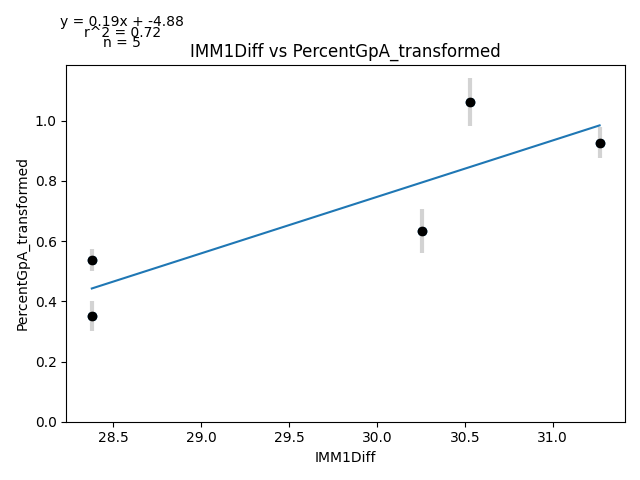 y = 0.19x + -4.88
r^2 = 0.72
n = 5
IMM1Diff vs PercentGpA_transformed
PercentGpA_transformed
1.0
0.8
0.6
0.4
0.2
0.0
28.5 29.0 29.5 30.0 30.5 31.0
IMM1Diff